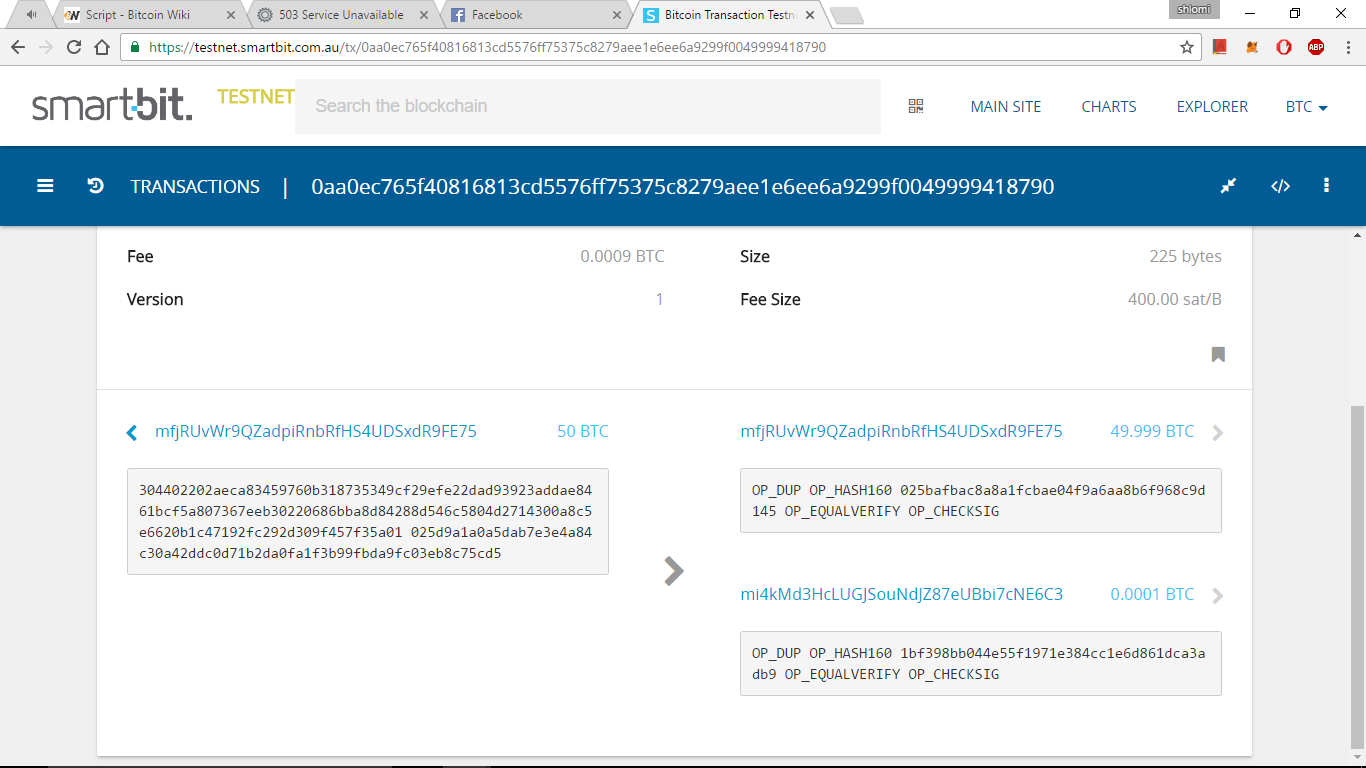 Script - Bitcoin Wiki
503 Service Unavailable
Facebook
Bitcoin Transaction Testn
shlomi
https://testnet.smartbit.com.au/tx/0aa0ec765f40816813cd5576ff75375c8279aee1e6ee6a9299f0049999418790
ABP
smartbit.
TESTNET
Search the blockchain
MAIN SITE
CHARTS
EXPLORER
BTC
TRANSACTIONS | 0aa0ec765f40816813cd5576ff75375c8279aee1e6ee6a9299f0049999418790
Fee 0.0009 BTC
Size 225 bytes
Version 1
Fee Size 400.00 sat/B
mfjRUvWr9QZadpiRnbRfHS4UDSxdR9FE75 50 BTC
304402202aeca83459760b318735349cf29efe22dad93923addae84
61bcf5a807367eeb30220686bba8d84288d546c5804d2714300a8c5
e6620b1c47192fc292d309f457f35a01 025d9a1a0a5dab7e3e4a84
c30a42ddc0d71b2da0fa1f3b99fbda9fc03eb8c75cd5
mfjRUvWr9QZadpiRnbRfHS4UDSxdR9FE75 49.999 BTC
OP_DUP OP_HASH160 025bafbac8a8a1fcbae04f9a6aa8b6f968c9d
145 OP_EQUALVERIFY OP_CHECKSIG
mi4kMd3HcLUGJSouNdJZ87eUBbi7cNE6C3 0.0001 BTC
OP_DUP OP_HASH160 1bf398bb044e55f1971e384cc1e6d861dca3a
db9 OP_EQUALVERIFY OP_CHECKSIG